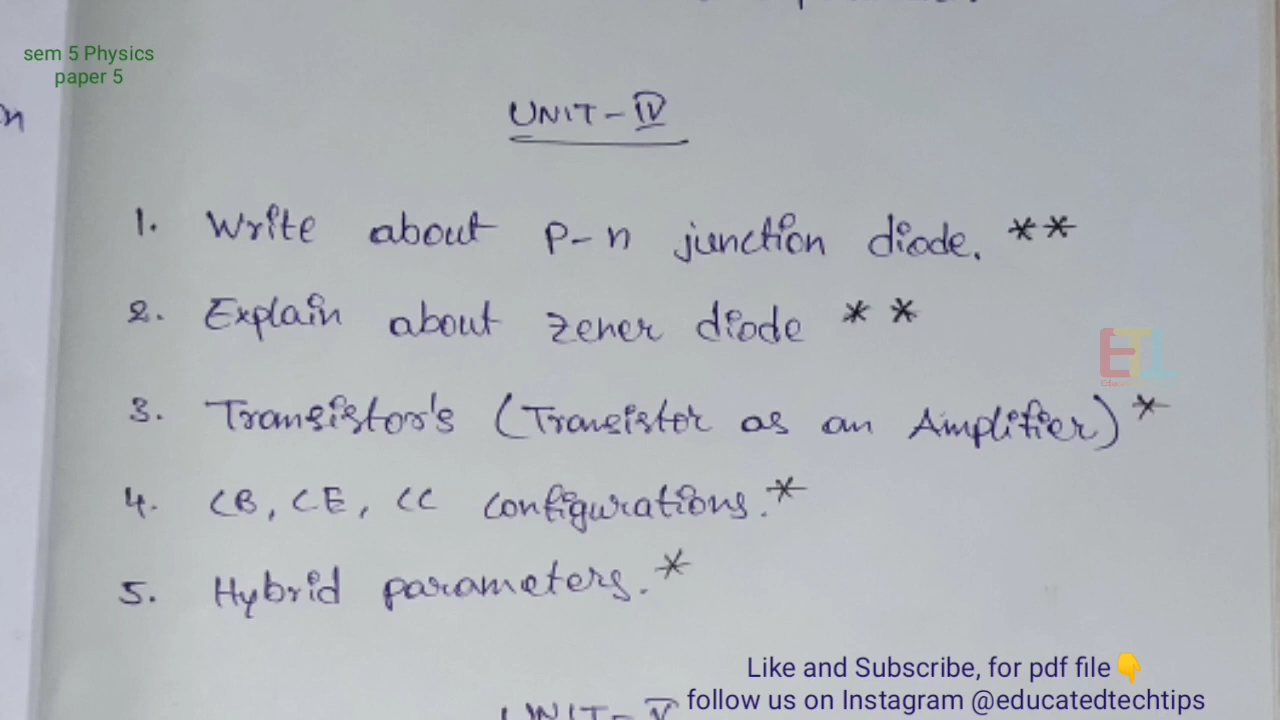 sem 5 Physics
paper 5
UNIT-IV
1. Write about P-n junction diode. **
2. Explain about zener diode **
3. Transistor's (Transistor as an Amplifier) *
4. CB, CE, CC configurations. *
5. Hybrid parameters. *
Like and Subscribe, for pdf file👇
UNIT-V
follow us on Instagram @educatedtechtips